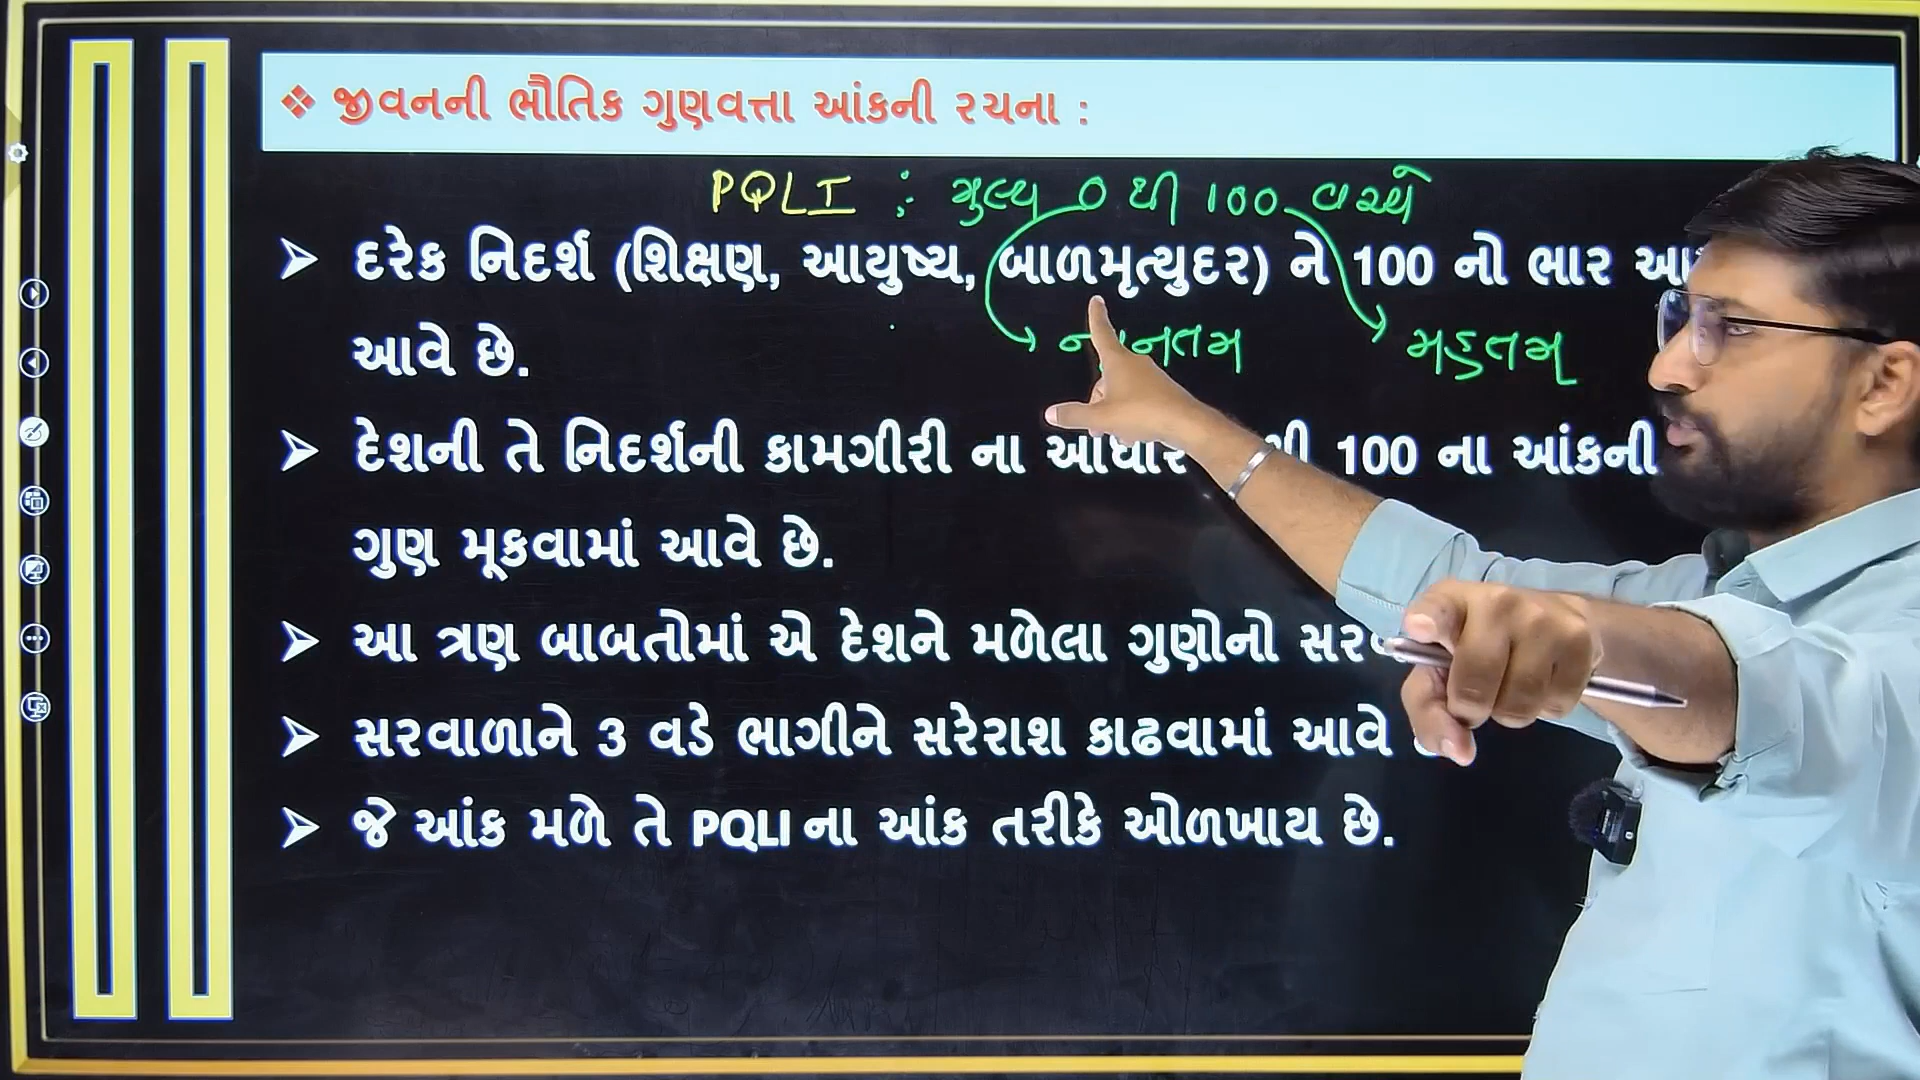 ❖ જીવનની ભૌતિક ગુણવત્તા આંકની રચના :
PQLI : મુલ્ય 0 થી 100 વચ્ચે
➢ દરેક નિદર્શ (શિક્ષણ, આયુષ્ય, બાળમૃત્યુદર) ને 100 નો ભાર
આવે છે.
મહતમ
➢ દેશની તે નિદર્શની કામગીરી ના આધારે 100 ના આંકની
ગુણ મૂકવામાં આવે છે.
➢ આ ત્રણ બાબતોમાં એ દેશને મળેલા ગુણોનો
➢ સરવાળાને 3 વડે ભાગીને સરેરાશ કાઢવામાં આવે
➢ જે આંક મળે તે PQLI ના આંક તરીકે ઓળખાય છે.